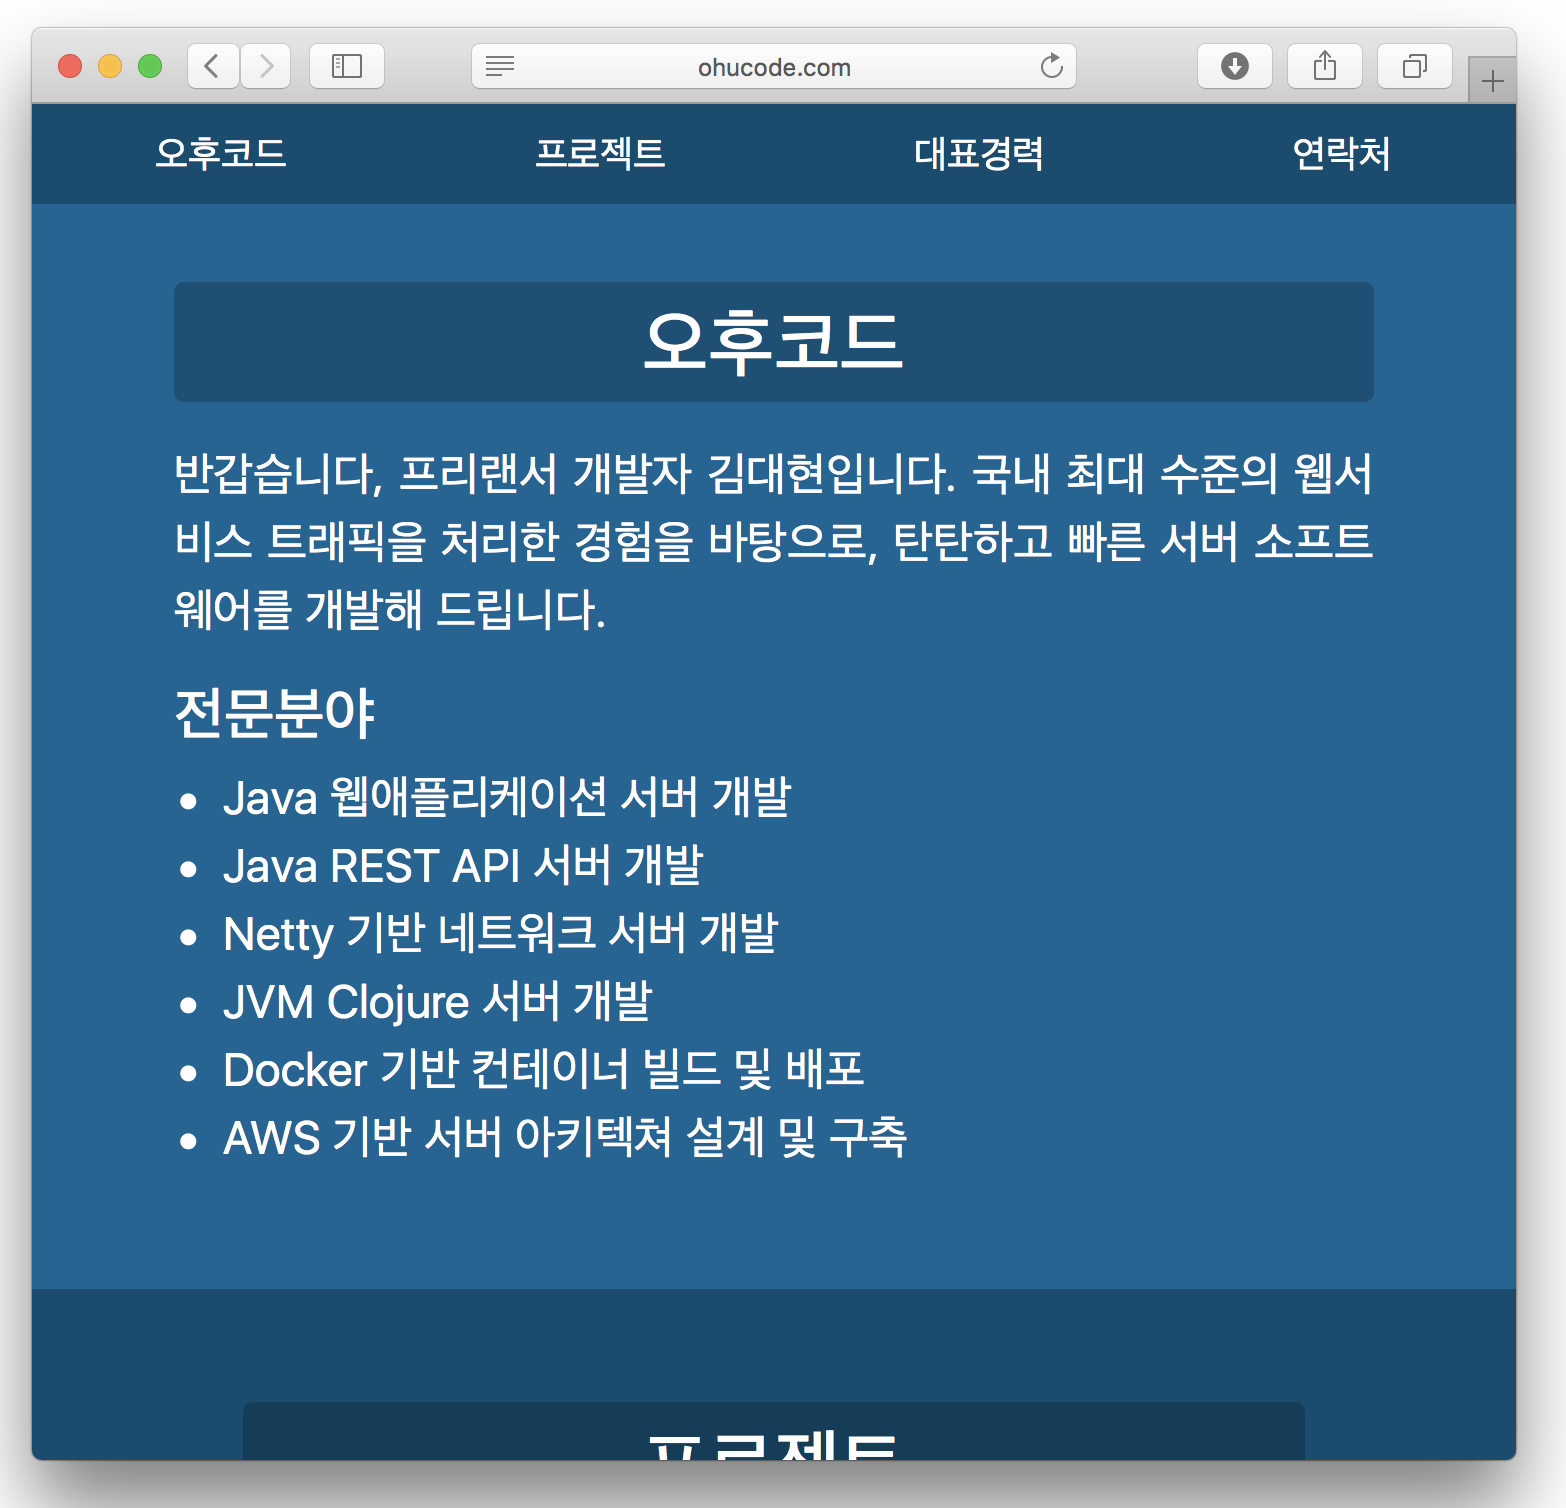 ohucode.com
오후코드 프로젝트 대표경력 연락처
오후코드
반갑습니다, 프리랜서 개발자 김대현입니다. 국내 최대 수준의 웹서
비스 트래픽을 처리한 경험을 바탕으로, 탄탄하고 빠른 서버 소프트
웨어를 개발해 드립니다.
전문분야
• Java 웹애플리케이션 서버 개발
• Java REST API 서버 개발
• Netty 기반 네트워크 서버 개발
• JVM Clojure 서버 개발
• Docker 기반 컨테이너 빌드 및 배포
• AWS 기반 서버 아키텍쳐 설계 및 구축
프로젝트